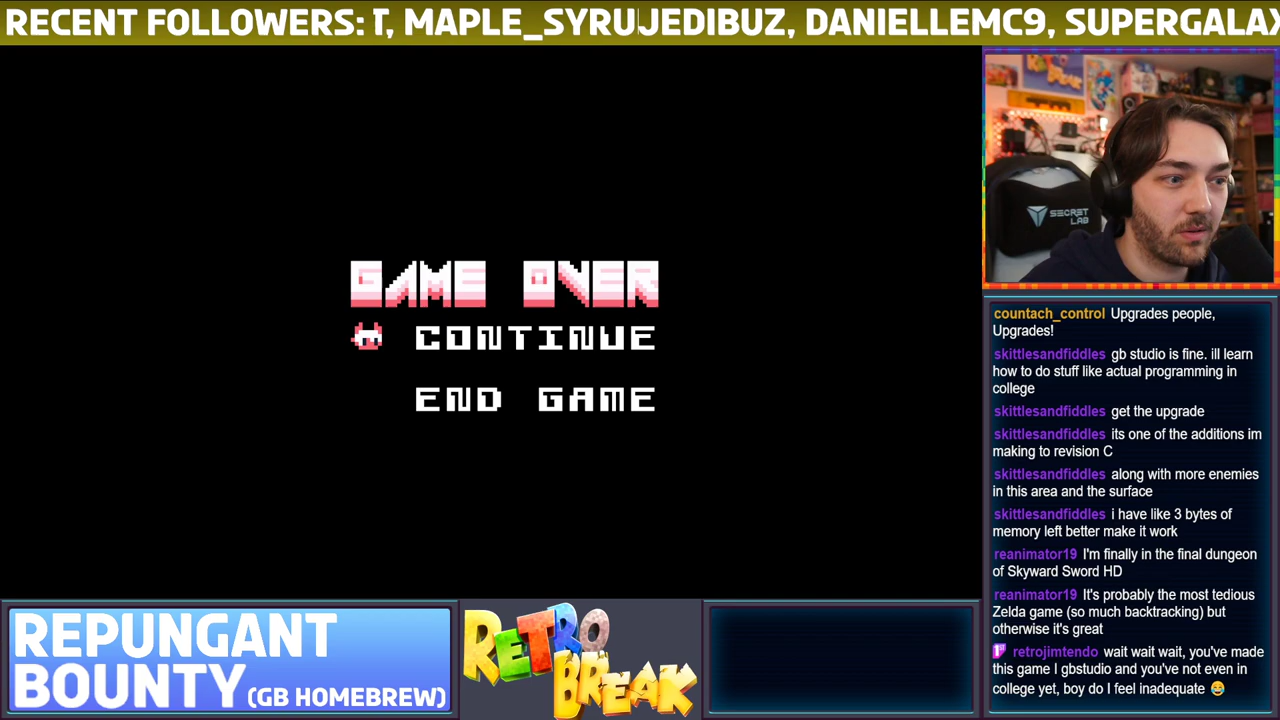 RECENT FOLLOWERS: T, MAPLE_SYRUJEDIBUZ, DANIELLEMC9, SUPERGALAX
SECRET
LAB
GAME OVER
CONTINUE
END GAME
countach_control Upgrades people,
Upgrades!
skittlesandfiddles gb studio is fine. ill learn
how to do stuff like actual programming in
college
skittlesandfiddles get the upgrade
skittlesandfiddles its one of the additions im
making to revision C
skittlesandfiddles along with more enemies
in this area and the surface
skittlesandfiddles i have like 3 bytes of
memory left better make it work
reanimator19 I'm finally in the final dungeon
of Skyward Sword HD
reanimator19 It's probably the most tedious
Zelda game (so much backtracking) but
otherwise it's great
retrojimtendo wait wait wait, you've made
this game I gbstudio and you've not even in
college yet, boy do I feel inadequate 😂
REPUNGANT
BOUNTY (GB HOMEBREW)
RETRO
BREAK